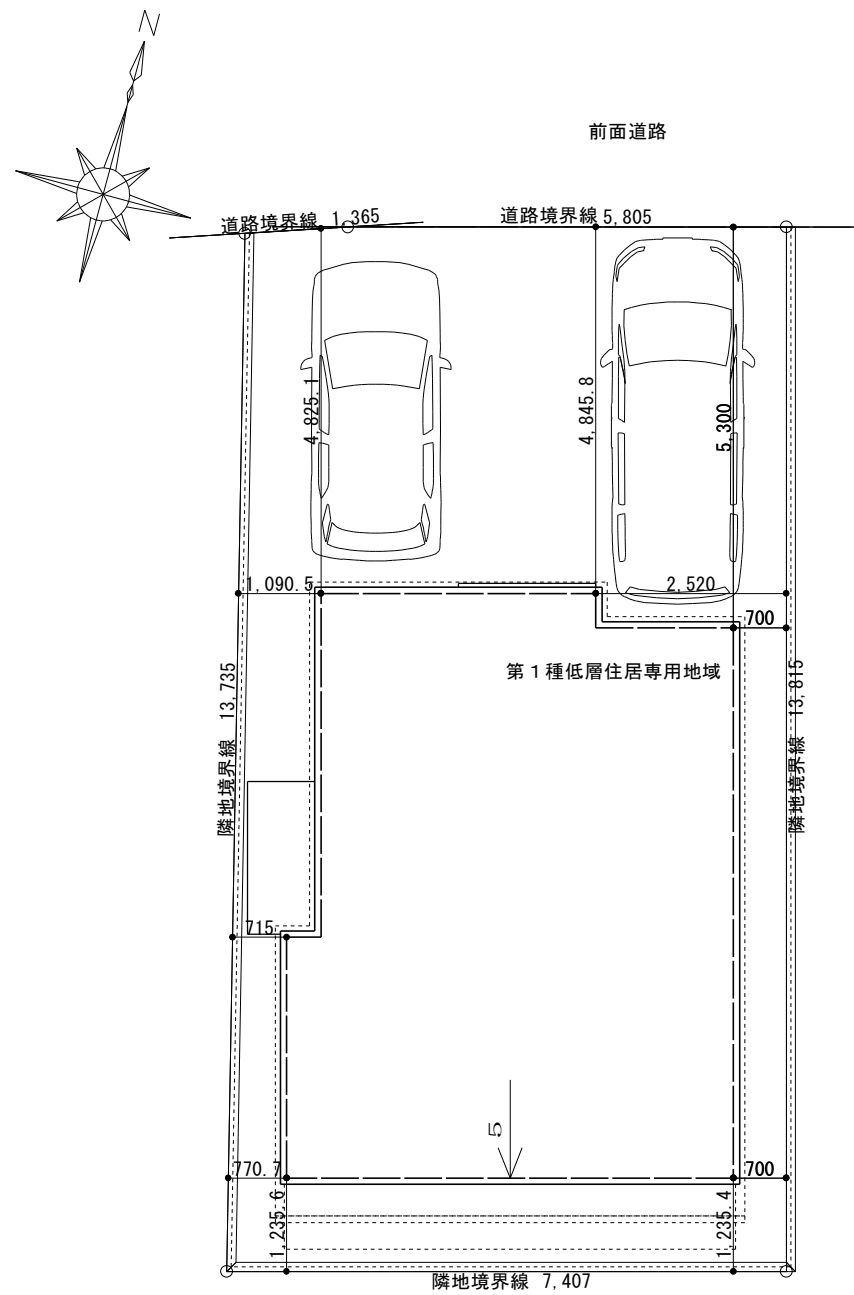 N
前面道路
道路境界線 1,365
道路境界線 5,805
4,825.1
4,845.8
5,300
1,090.5
2,520
700
第１種低層住居専用地域
隣地境界線 13,735
隣地境界線 13,815
715
5
770.7
700
1,235.6
1,235.4
隣地境界線 7,407